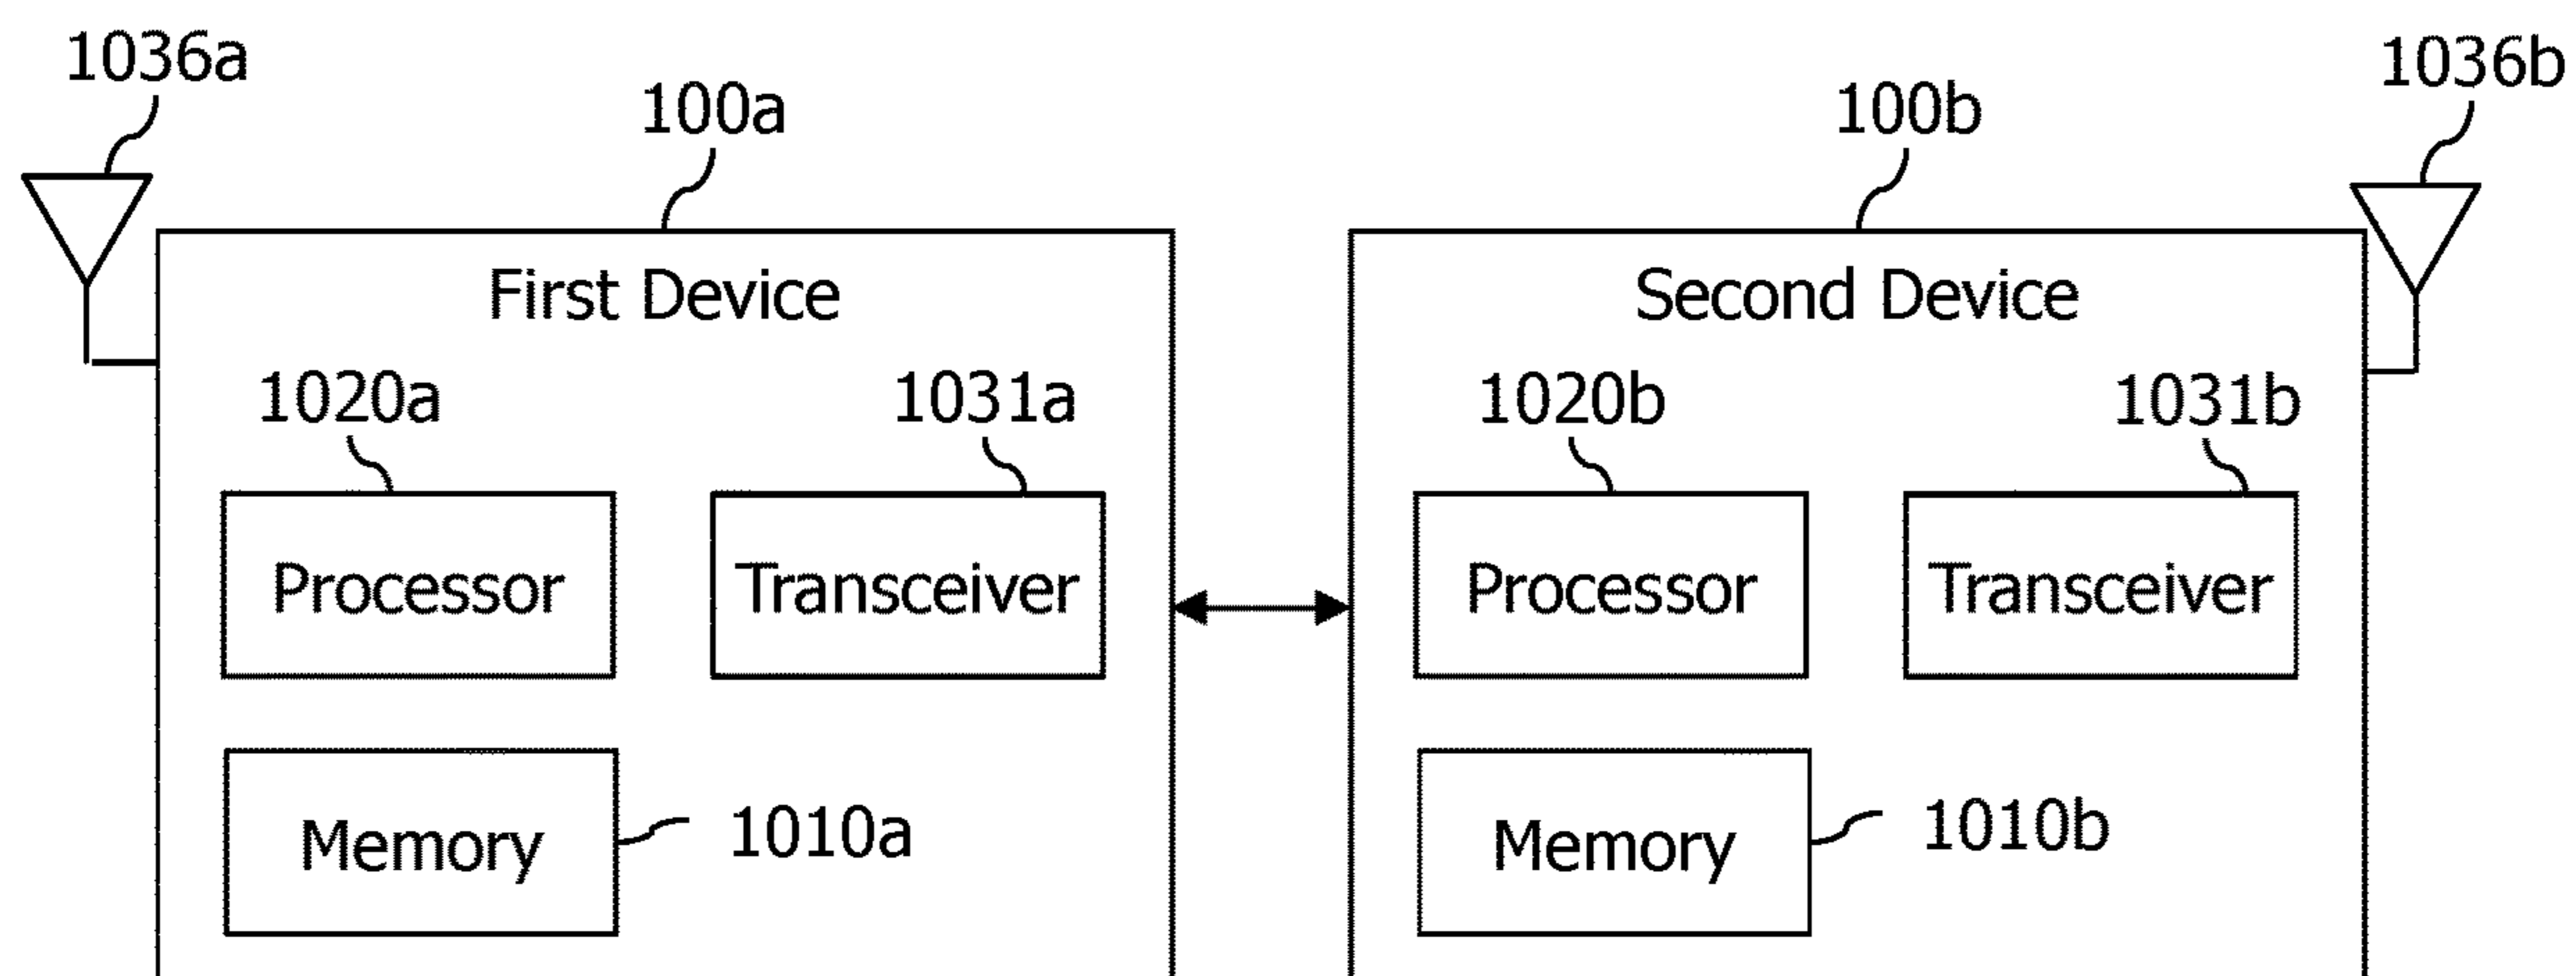 1036a
100a
100b
1036b
First Device
Second Device
1020a
1031a
1020b
1031b
Processor
Transceiver
Processor
Transceiver
Memory
1010a
Memory
1010b